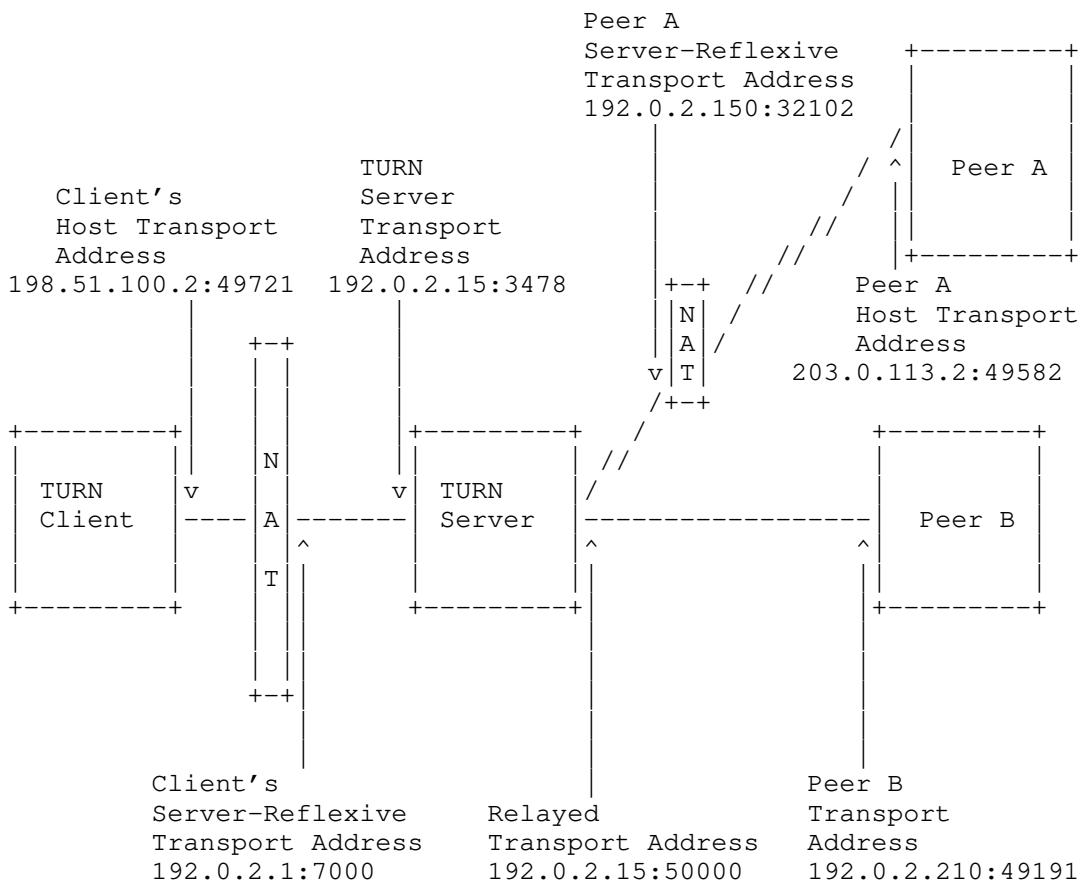 Peer A
Server-Reflexive
Transport Address
192.0.2.150:32102
TURN
Server
Transport
Address
192.0.2.15:3478
Client's
Host Transport
Address
198.51.100.2:49721
Peer A
Peer A
Host Transport
Address
203.0.113.2:49582
N
A
T
TURN
Client
N
A
T
TURN
Server
Peer B
Client's
Server-Reflexive
Transport Address
192.0.2.1:7000
Relayed
Transport Address
192.0.2.15:50000
Peer B
Transport
Address
192.0.2.210:49191